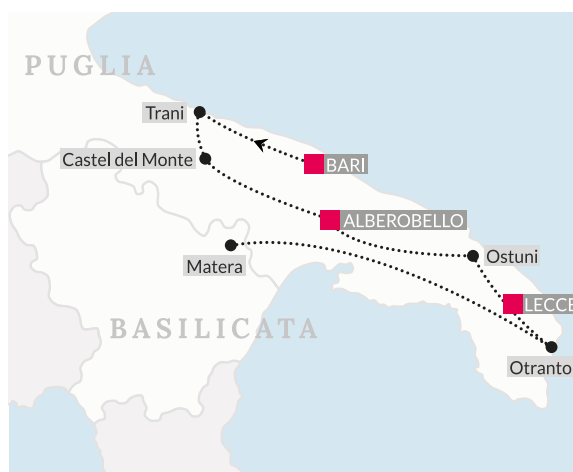 PUGLIA
Trani
Castel del Monte
BARI
ALBEROBELLO
Matera
Ostuni
LECCE
BASILICATA
Otranto